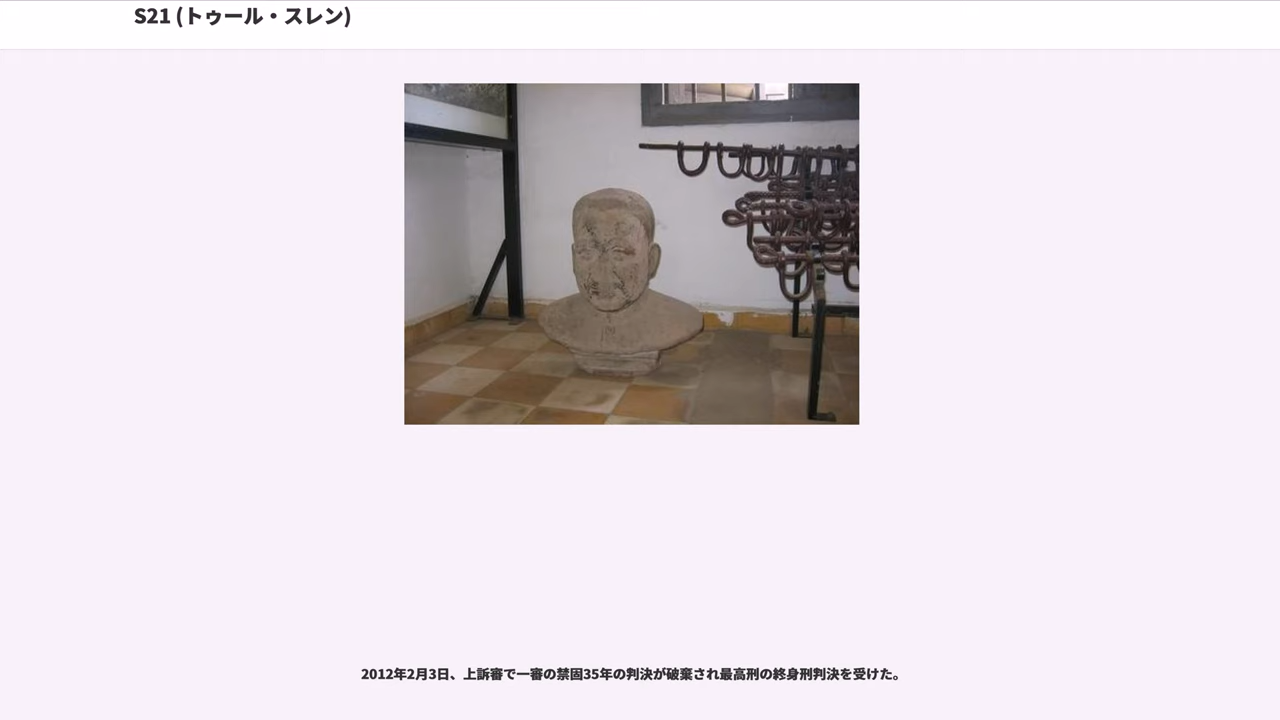 S21 (トゥール・スレン)
2012年2月3日、上訴審で一審の禁固35年の判決が破棄され最高刑の終身刑判決を受けた。